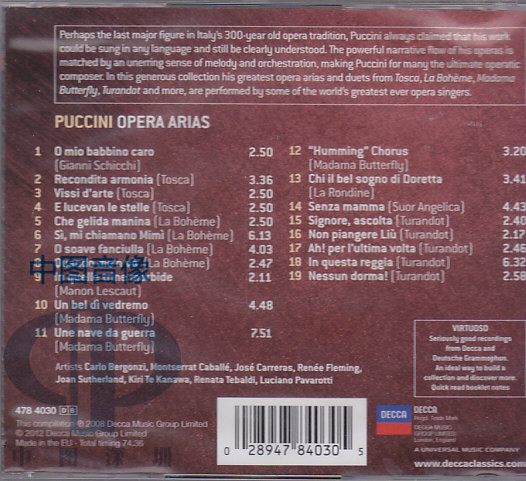 Perhaps the last major figure in Italy's 300-year old opera tradition, Puccini always claimed that his work
could be sung in any language and still be clearly understood. The powerful narrative flow of his operas is
matched by an unerring sense of melody and orchestration, making Puccini for many the ultimate operatic
composer. In this generous collection his greatest opera arias and duets from Tosca, La Bohème, Madama
Butterfly, Turandot and more, are performed by some of the world's greatest ever opera singers.
PUCCINI OPERA ARIAS
1 O mio babbino caro 2.50
(Gianni Schicchi)
2 Recondita armonia (Tosca) 3.36
3 Vissi d'arte (Tosca) 2.50
4 E lucevan le stelle (Tosca) 2.50
5 Che gelida manina (La Bohème) 2.50
6 Sì, mi chiamano Mimì (La Bohème) 6.13
7 O soave fanciulla (La Bohème) 4.03
8 (La Bohème) 2.47
9 In quelle trine morbide 2.11
(Manon Lescaut)
10 Un bel dì vedremo 4.48
(Madama Butterfly)
11 Une nave da guerra 7.51
(Madama Butterfly)
12 "Humming" Chorus 3.20
(Madama Butterfly)
13 Chi il bel sogno di Doretta 3.41
(La Rondine)
14 Senza mamma (Suor Angelica) 4.43
15 Signore, ascolta (Turandot) 2.40
16 Non piangere Liù (Turandot) 2.17
17 Ah! per l'ultima volta (Turandot) 2.46
18 In questa reggia (Turandot) 6.32
19 Nessun dorma! (Turandot) 2.58
中图音像
Artists Carlo Bergonzi, Montserrat Caballé, José Carreras, Renée Fleming,
Joan Sutherland, Kiri Te Kanawa, Renata Tebaldi, Luciano Pavarotti
VIRTUOSO
Seriously good recordings
from Decca and
Deutsche Grammophon.
An ideal way to build a
collection and discover more.
Quick read booklet notes
478 4030
This compilation ℗ 2008 Decca Music Group Limited
© 2012 Decca Music Group Limited
Made in the EU - Total timing 74.36
0 28947 84030 5
DECCA
DECCA
Regd. Trade Mark
DECCA MUSIC
GROUP LIMITED
London, England
A UNIVERSAL MUSIC COMPANY
www.deccaclassics.com